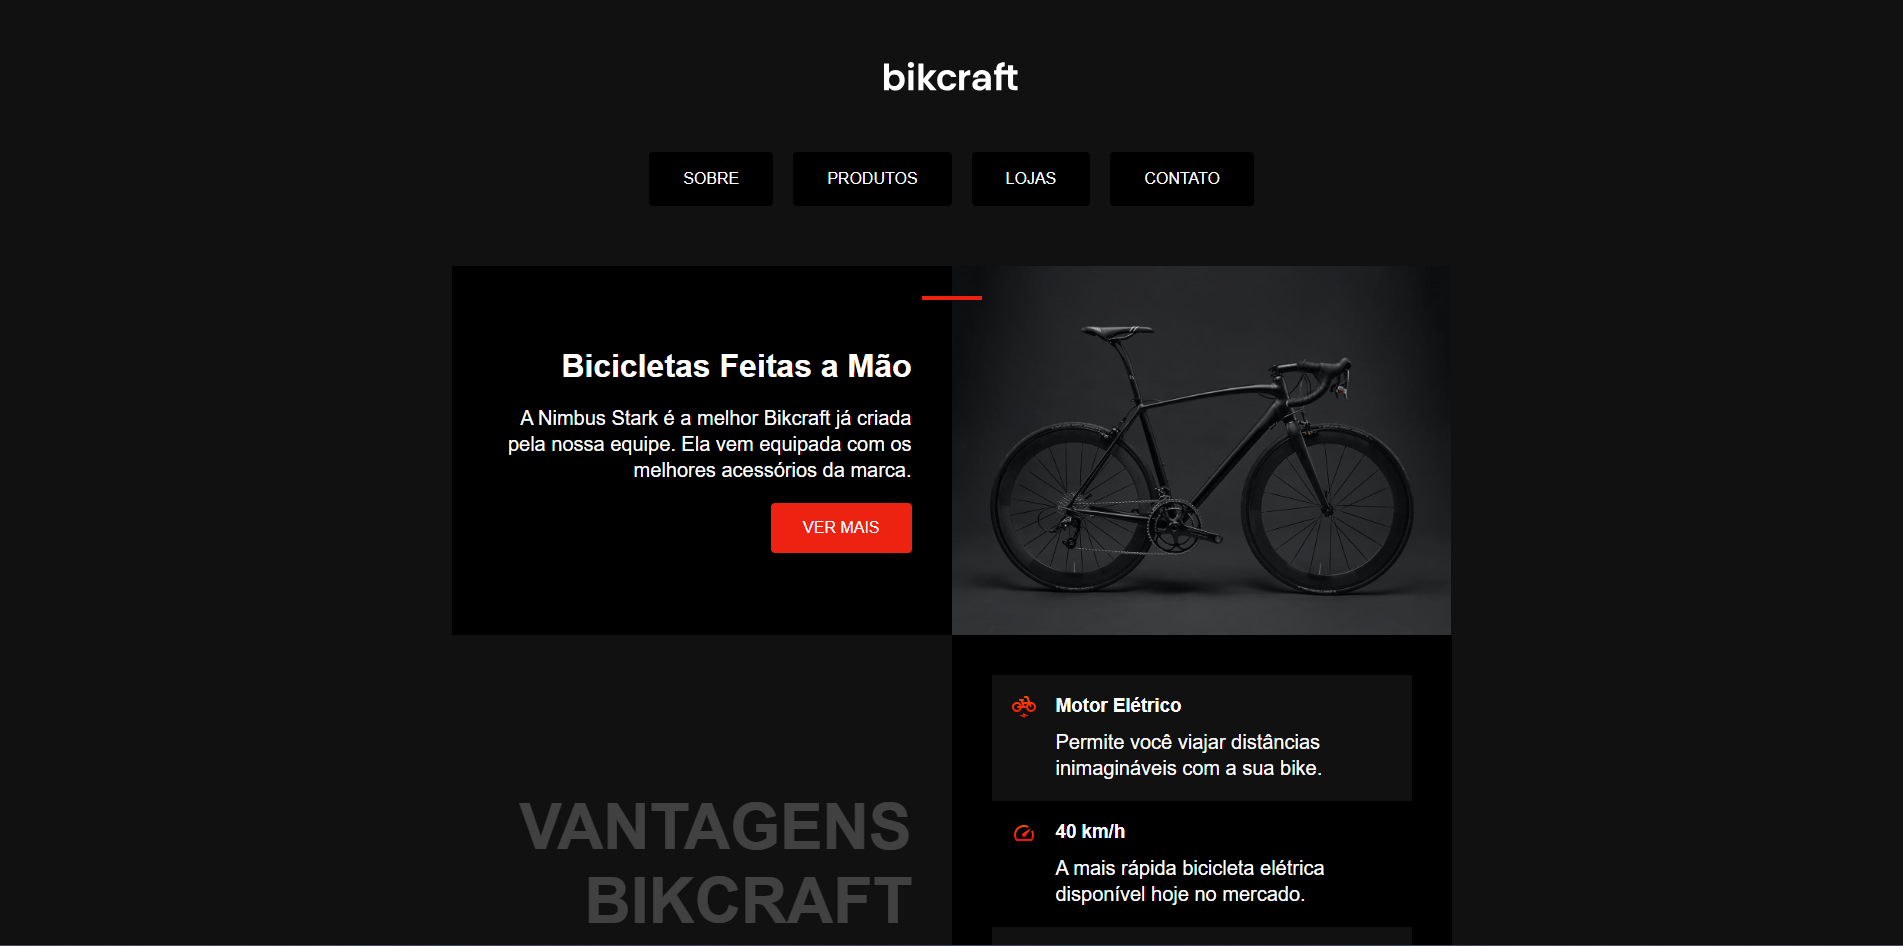 bikcraft
SOBRE
PRODUTOS
LOJAS
CONTATO
Bicicletas Feitas a Mão
A Nimbus Stark é a melhor Bikcraft já criada
pela nossa equipe. Ela vem equipada com os
melhores acessórios da marca.
VER MAIS
VANTAGENS
BIKCRAFT
Motor Elétrico
Permite você viajar distâncias
inimagináveis com a sua bike.
40 km/h
A mais rápida bicicleta elétrica
disponível hoje no mercado.